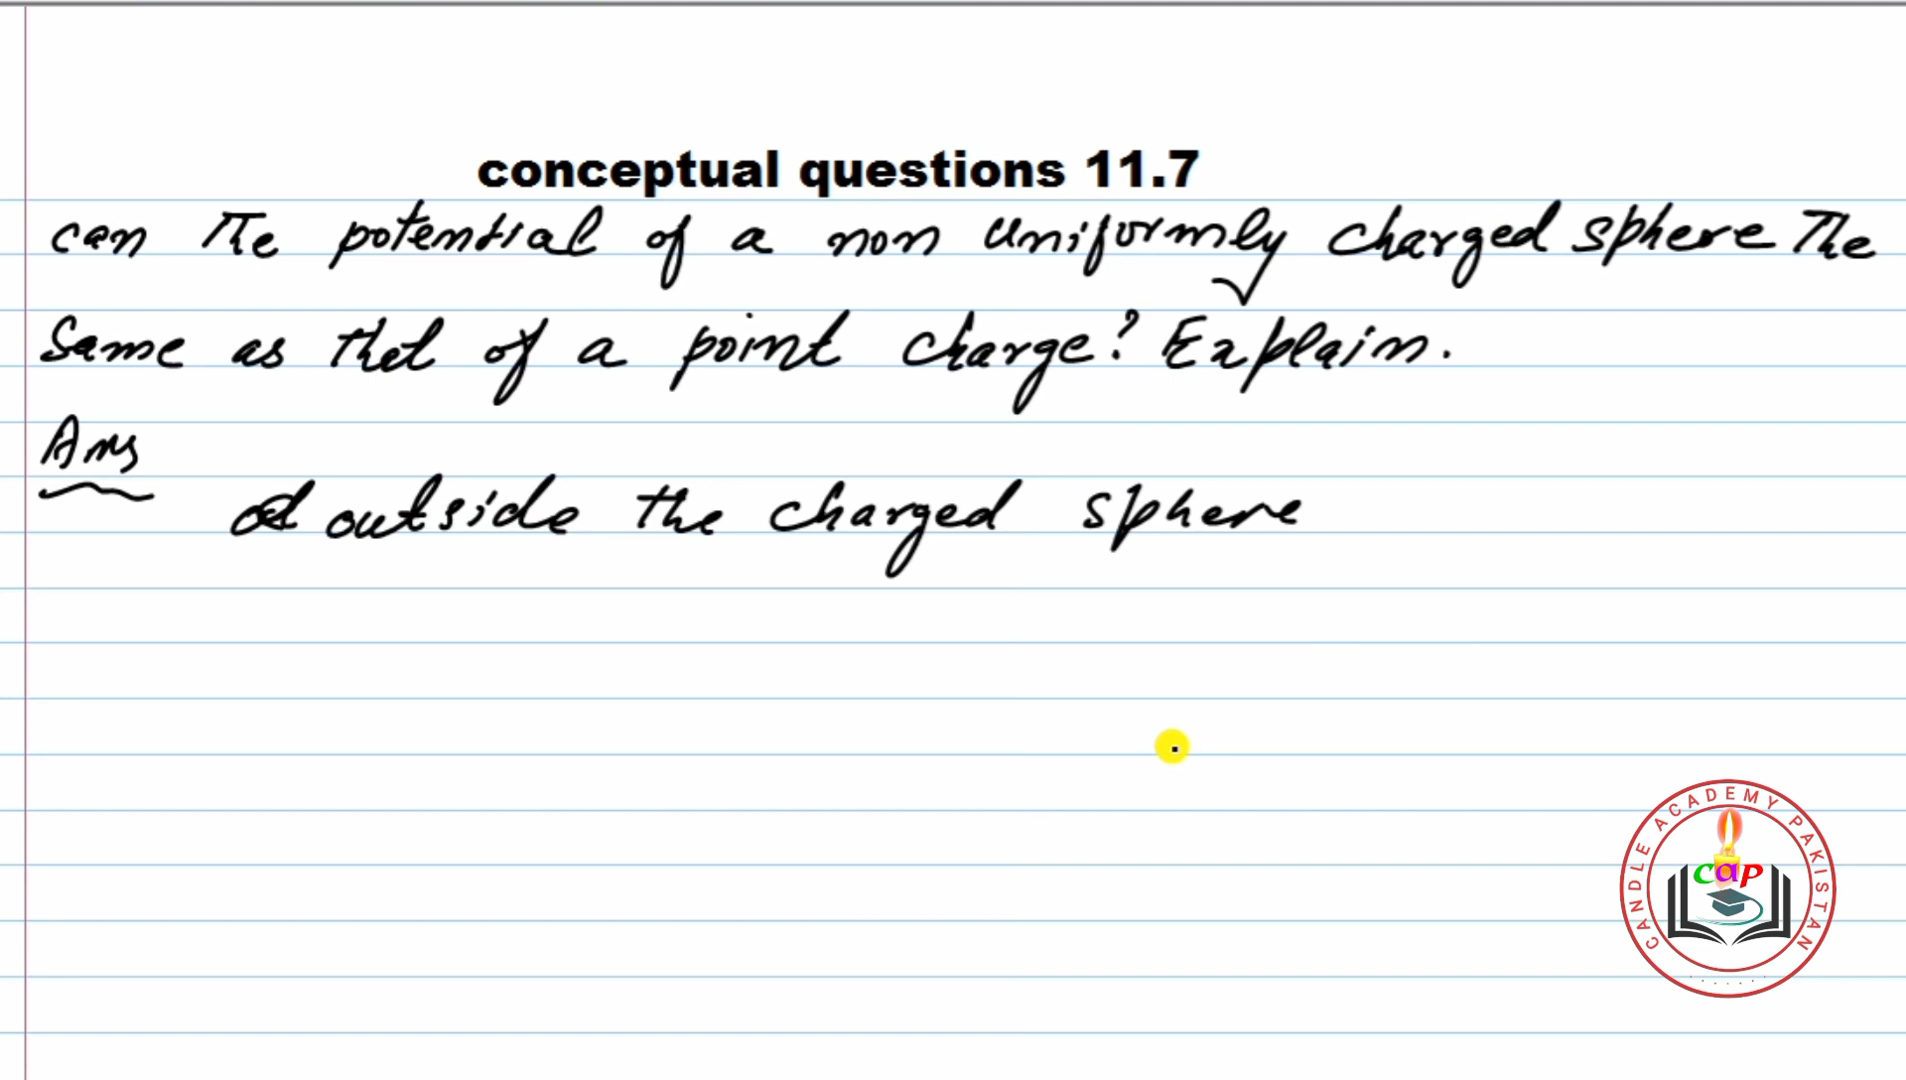 conceptual questions 11.7
can the potential of a non uniformly charged sphere the
same as that of a point charge? Explain.
Ans
outside the charged sphere
CANDLE ACADEMY PAKISTAN
cap